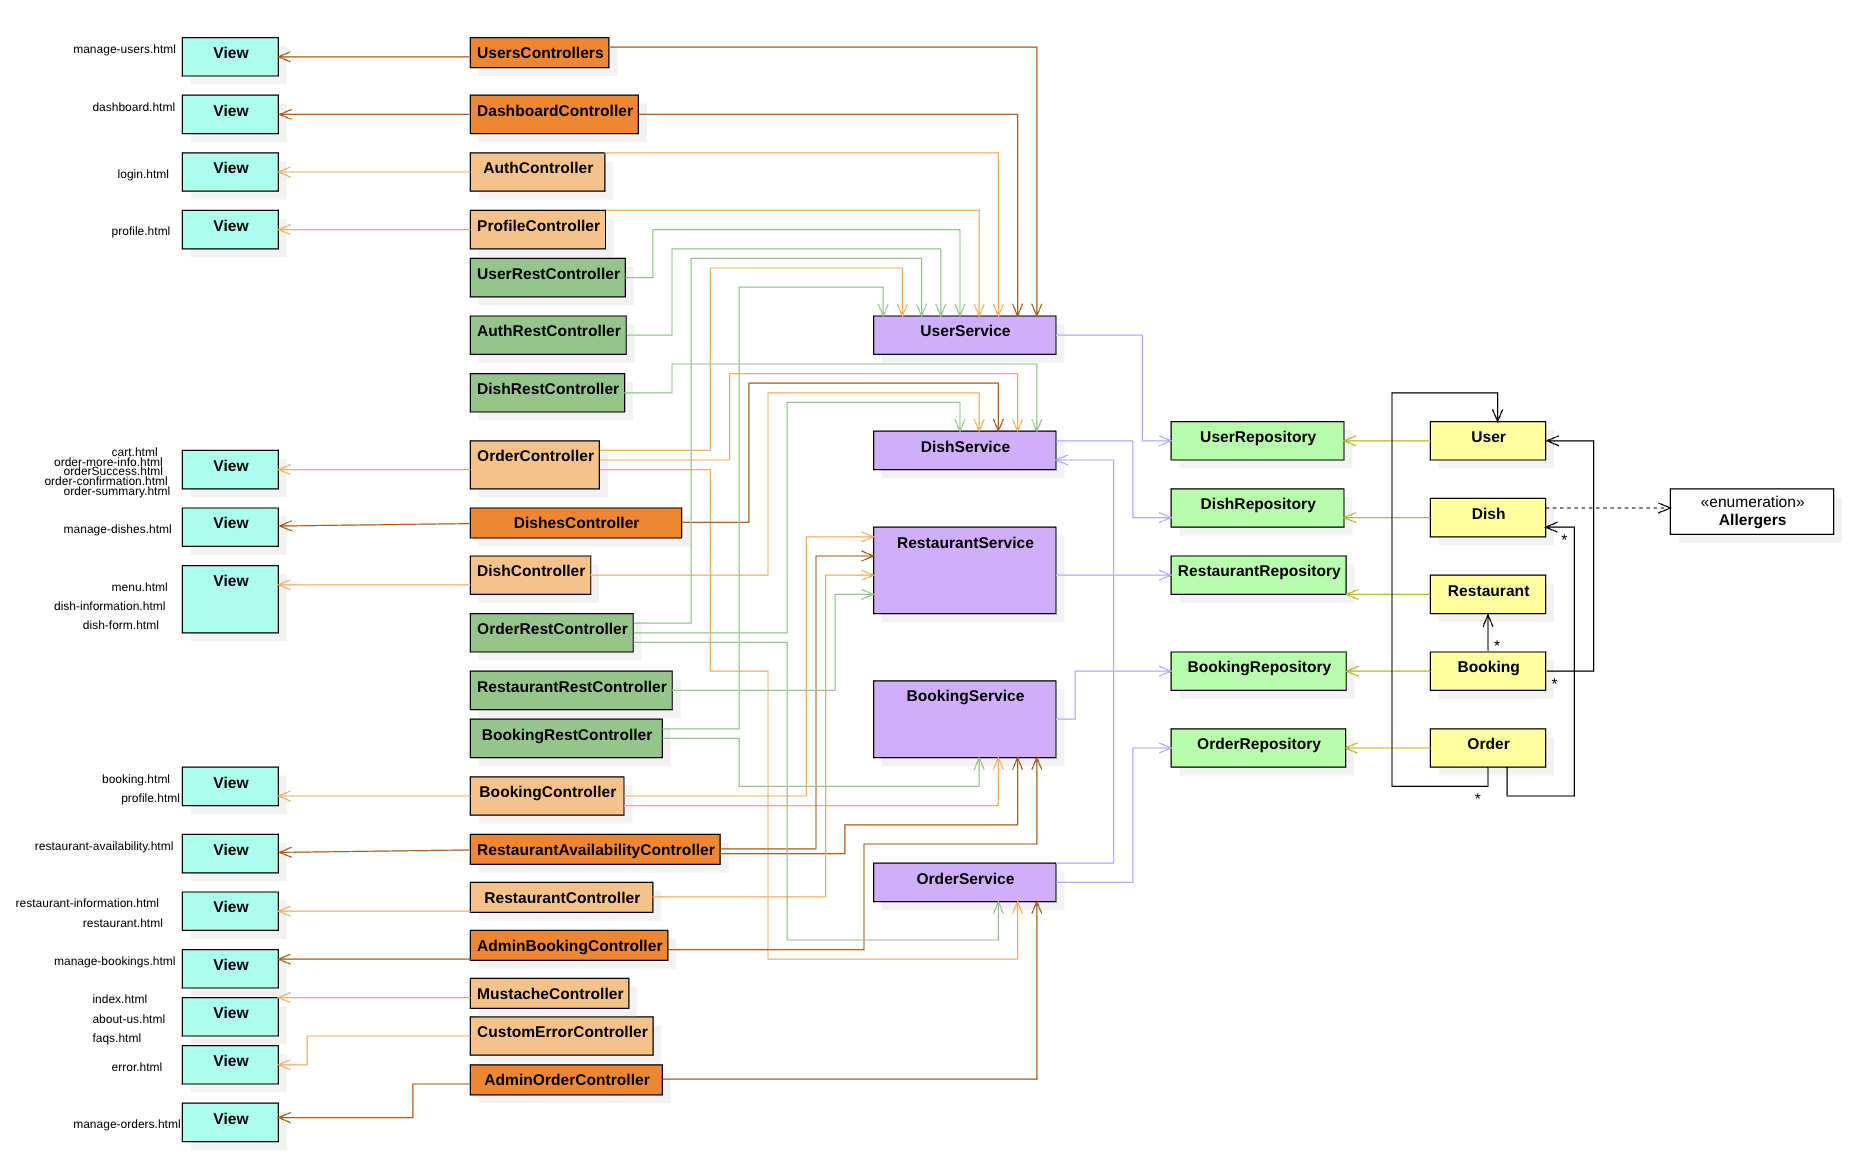 manage-users.html
View
UsersControllers
dashboard.html
View
DashboardController
login.html
View
AuthController
profile.html
View
ProfileController
UserRestController
AuthRestController
UserService
DishRestController
cart.html
order-more-info.html
orderSuccess.html
order-confirmation.html
order-summary.html
View
OrderController
DishService
UserRepository
User
manage-dishes.html
View
DishesController
DishRepository
Dish
*
«enumeration»
Allergers
menu.html
dish-information.html
dish-form.html
View
DishController
RestaurantService
RestaurantRepository
Restaurant
*
OrderRestController
RestaurantRestController
BookingService
BookingRepository
Booking
*
BookingRestController
OrderRepository
Order
*
booking.html
profile.html
View
BookingController
restaurant-availability.html
View
RestaurantAvailabilityController
OrderService
restaurant-information.html
restaurant.html
View
RestaurantController
manage-bookings.html
View
AdminBookingController
index.html
about-us.html
faqs.html
View
MustacheController
error.html
View
CustomErrorController
manage-orders.html
View
AdminOrderController